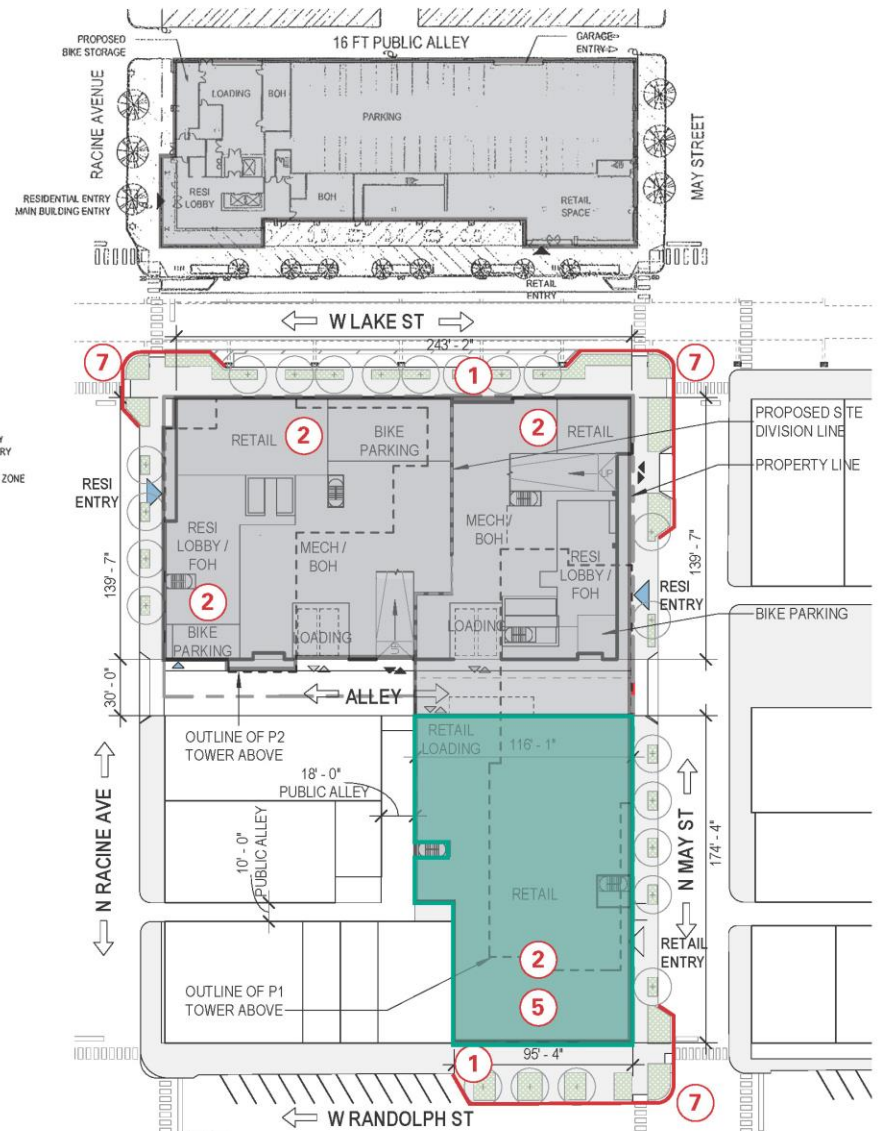 PROPOSED
BIKE STORAGE
16 FT PUBLIC ALLEY
GARAGE
ENTRY
RACINE AVENUE
LOADING
BOH
PARKING
MAY STREET
RESIDENTIAL ENTRY
MAIN BUILDING ENTRY
RESI
LOBBY
BOH
RETAIL
SPACE
RETAIL
ENTRY
W LAKE ST
243' - 2"
7
1
7
RETAIL
2
BIKE
PARKING
2
RETAIL
PROPOSED SITE
DIVISION LINE
PROPERTY LINE
RY
ZONE
RESI
ENTRY
UP
RESI
LOBBY /
FOH
MECH /
BOH
MECH /
BOH
RESI
LOBBY /
FOH
139' - 7"
139' - 7"
RESI
ENTRY
2
BIKE PARKING
BIKE
PARKING
LOADING
UP
LOADING
30' - 0"
ALLEY
OUTLINE OF P2
TOWER ABOVE
RETAIL
LOADING
116' - 1"
18' - 0"
PUBLIC ALLEY
N RACINE AVE
10' - 0"
PUBLIC ALLEY
N MAY ST
174' - 4"
RETAIL
RETAIL
ENTRY
2
5
OUTLINE OF P1
TOWER ABOVE
1
95' - 4"
7
W RANDOLPH ST